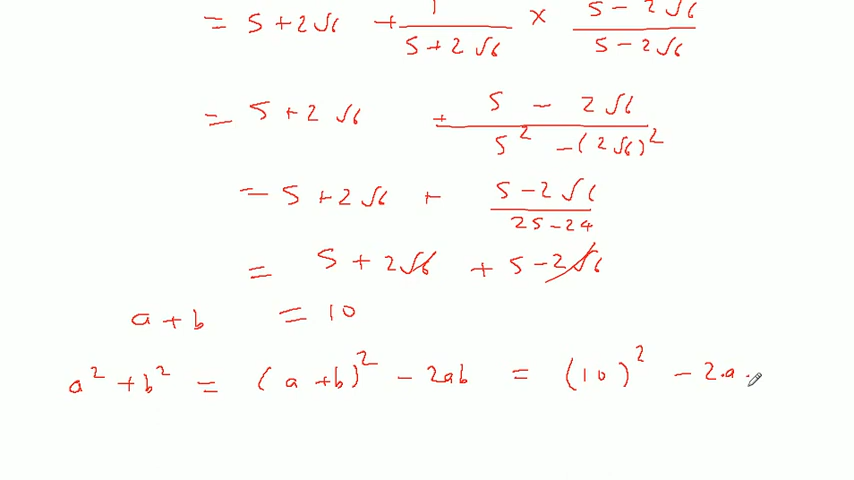 = 5 + 2√6 + 1/(5 + 2√6) × (5 - 2√6)/(5 - 2√6)
= 5 + 2√6 + (5 - 2√6)/(5² - (2√6)²)
= 5 + 2√6 + (5 - 2√6)/(25 - 24)
= 5 + 2√6 + 5 - 2√6
a + b = 10
a² + b² = (a + b)² - 2ab = (10)² - 2.a.